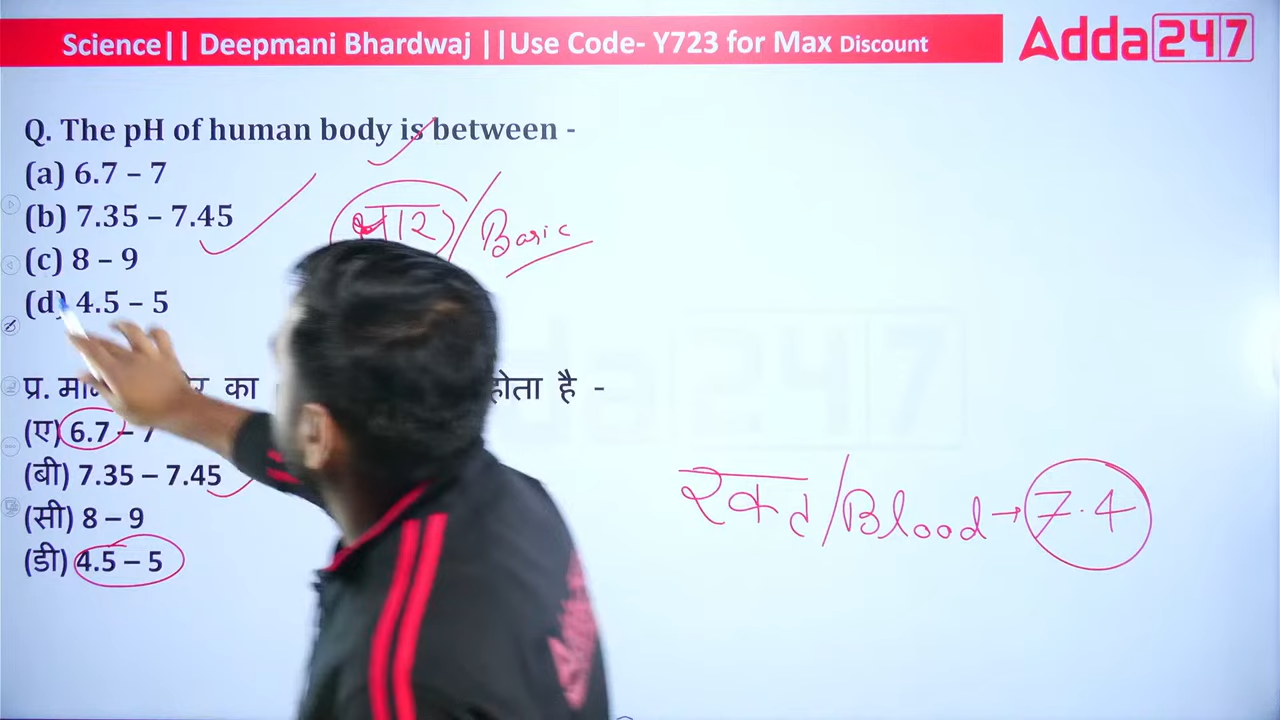 Science|| Deepmani Bhardwaj ||Use Code- Y723 for Max Discount
Adda247
Q. The pH of human body is between -
(a) 6.7 – 7
(b) 7.35 – 7.45
(c) 8 – 9
(d) 4.5 – 5
क्षार / Basic
प्र. का होता है -
(ए) 6.7 – 7
(बी) 7.35 – 7.45
(सी) 8 – 9
(डी) 4.5 – 5
रक्त / Blood → 7.4